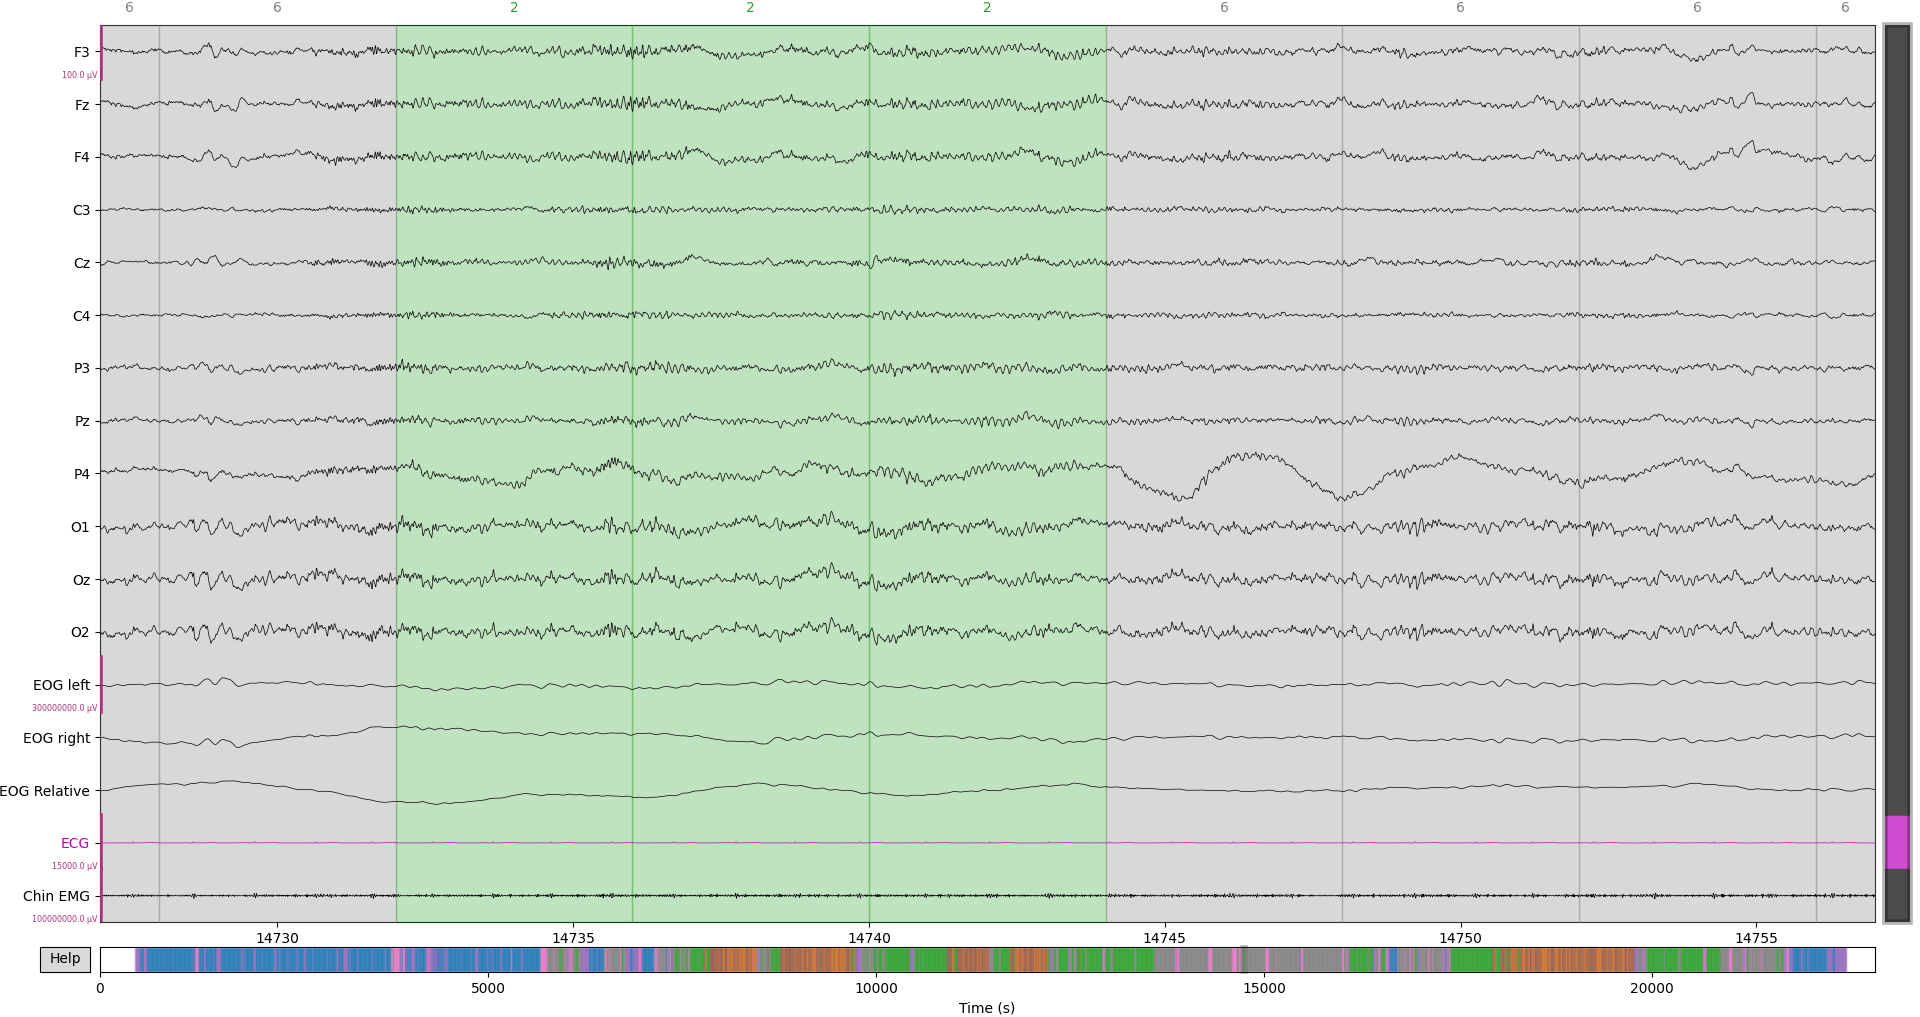 6 6 2 2 2 6 6 6 6
F3
100.0 µV
Fz
F4
C3
Cz
C4
P3
Pz
P4
O1
Oz
O2
EOG left
300000000.0 µV
EOG right
EOG Relative
ECG
15000.0 µV
Chin EMG
100000000.0 µV
14730 14735 14740 14745 14750 14755
Help
0 5000 10000 15000 20000
Time (s)